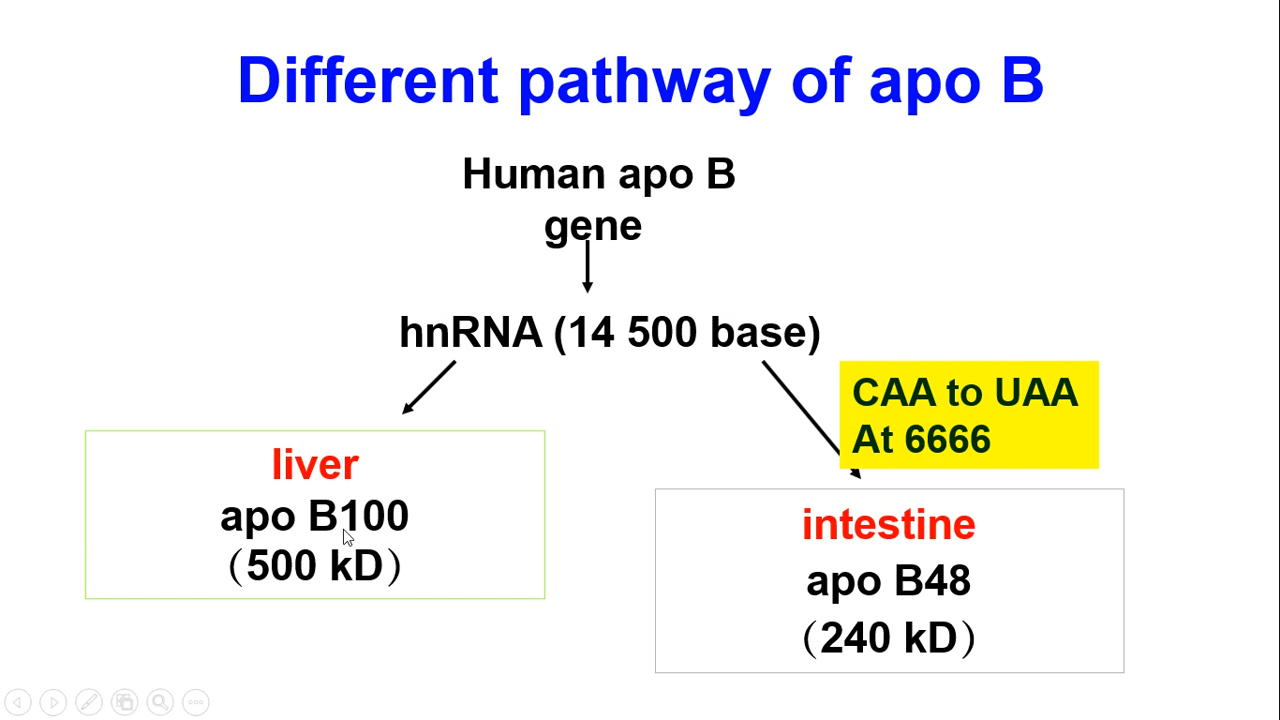 Different pathway of apo B
Human apo B
gene
hnRNA (14 500 base)
CAA to UAA
At 6666
liver
apo B100
（500 kD）
intestine
apo B48
（240 kD）